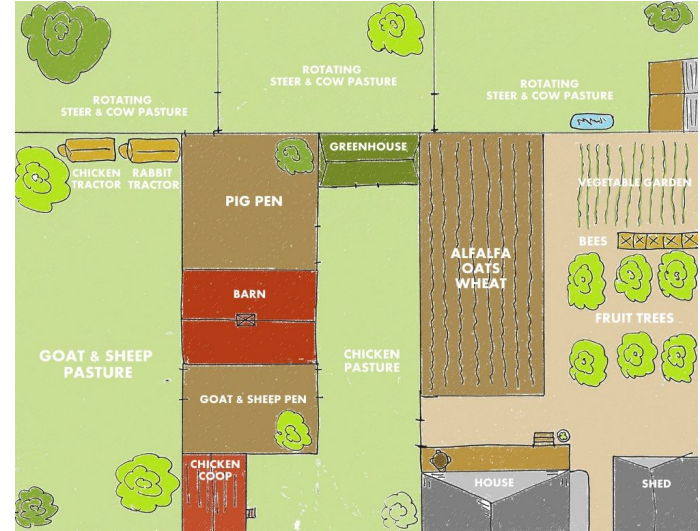 ROTATING
STEER & COW PASTURE
ROTATING
STEER & COW PASTURE
ROTATING
STEER & COW PASTURE
CHICKEN
TRACTOR
RABBIT
TRACTOR
GREENHOUSE
PIG PEN
VEGETABLE GARDEN
BEES
ALFALFA
OATS
WHEAT
BARN
FRUIT TREES
GOAT & SHEEP
PASTURE
CHICKEN
PASTURE
GOAT & SHEEP PEN
CHICKEN
COOP
HOUSE
SHED